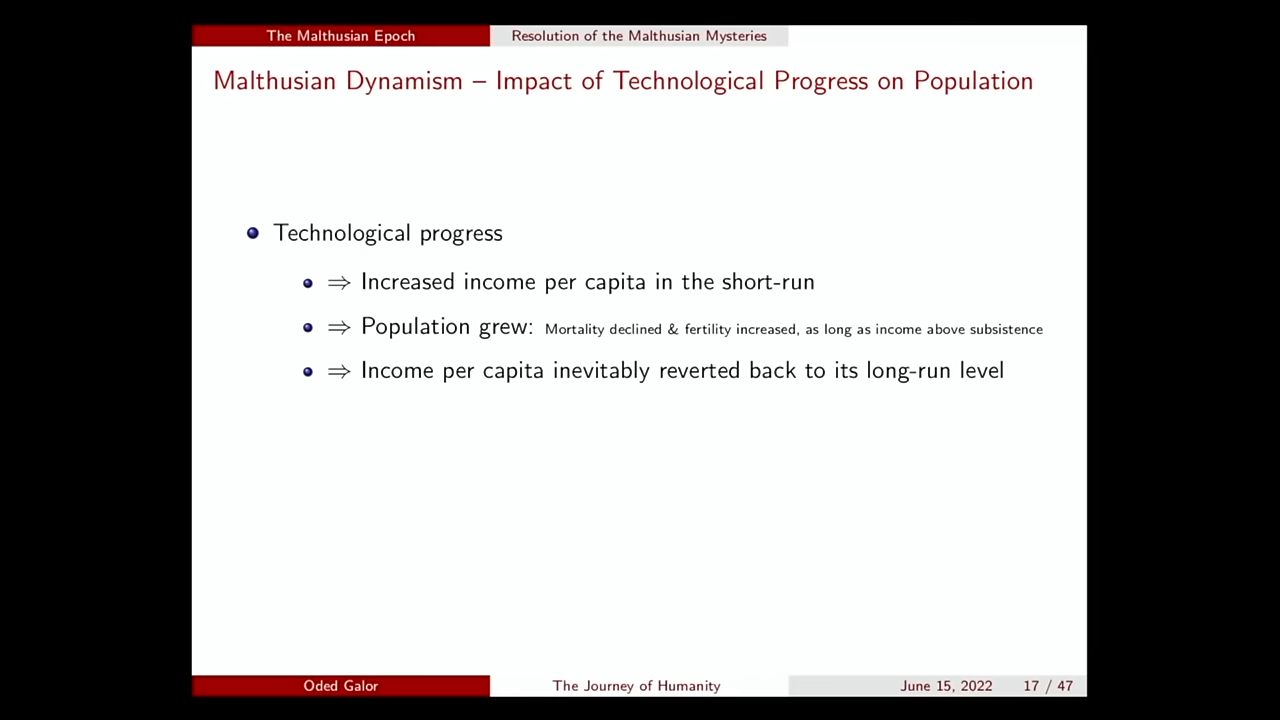 The Malthusian Epoch Resolution of the Malthusian Mysteries
Malthusian Dynamism – Impact of Technological Progress on Population
Technological progress
⇒ Increased income per capita in the short-run
⇒ Population grew: Mortality declined & fertility increased, as long as income above subsistence
⇒ Income per capita inevitably reverted back to its long-run level
Oded Galor The Journey of Humanity June 15, 2022 17 / 47